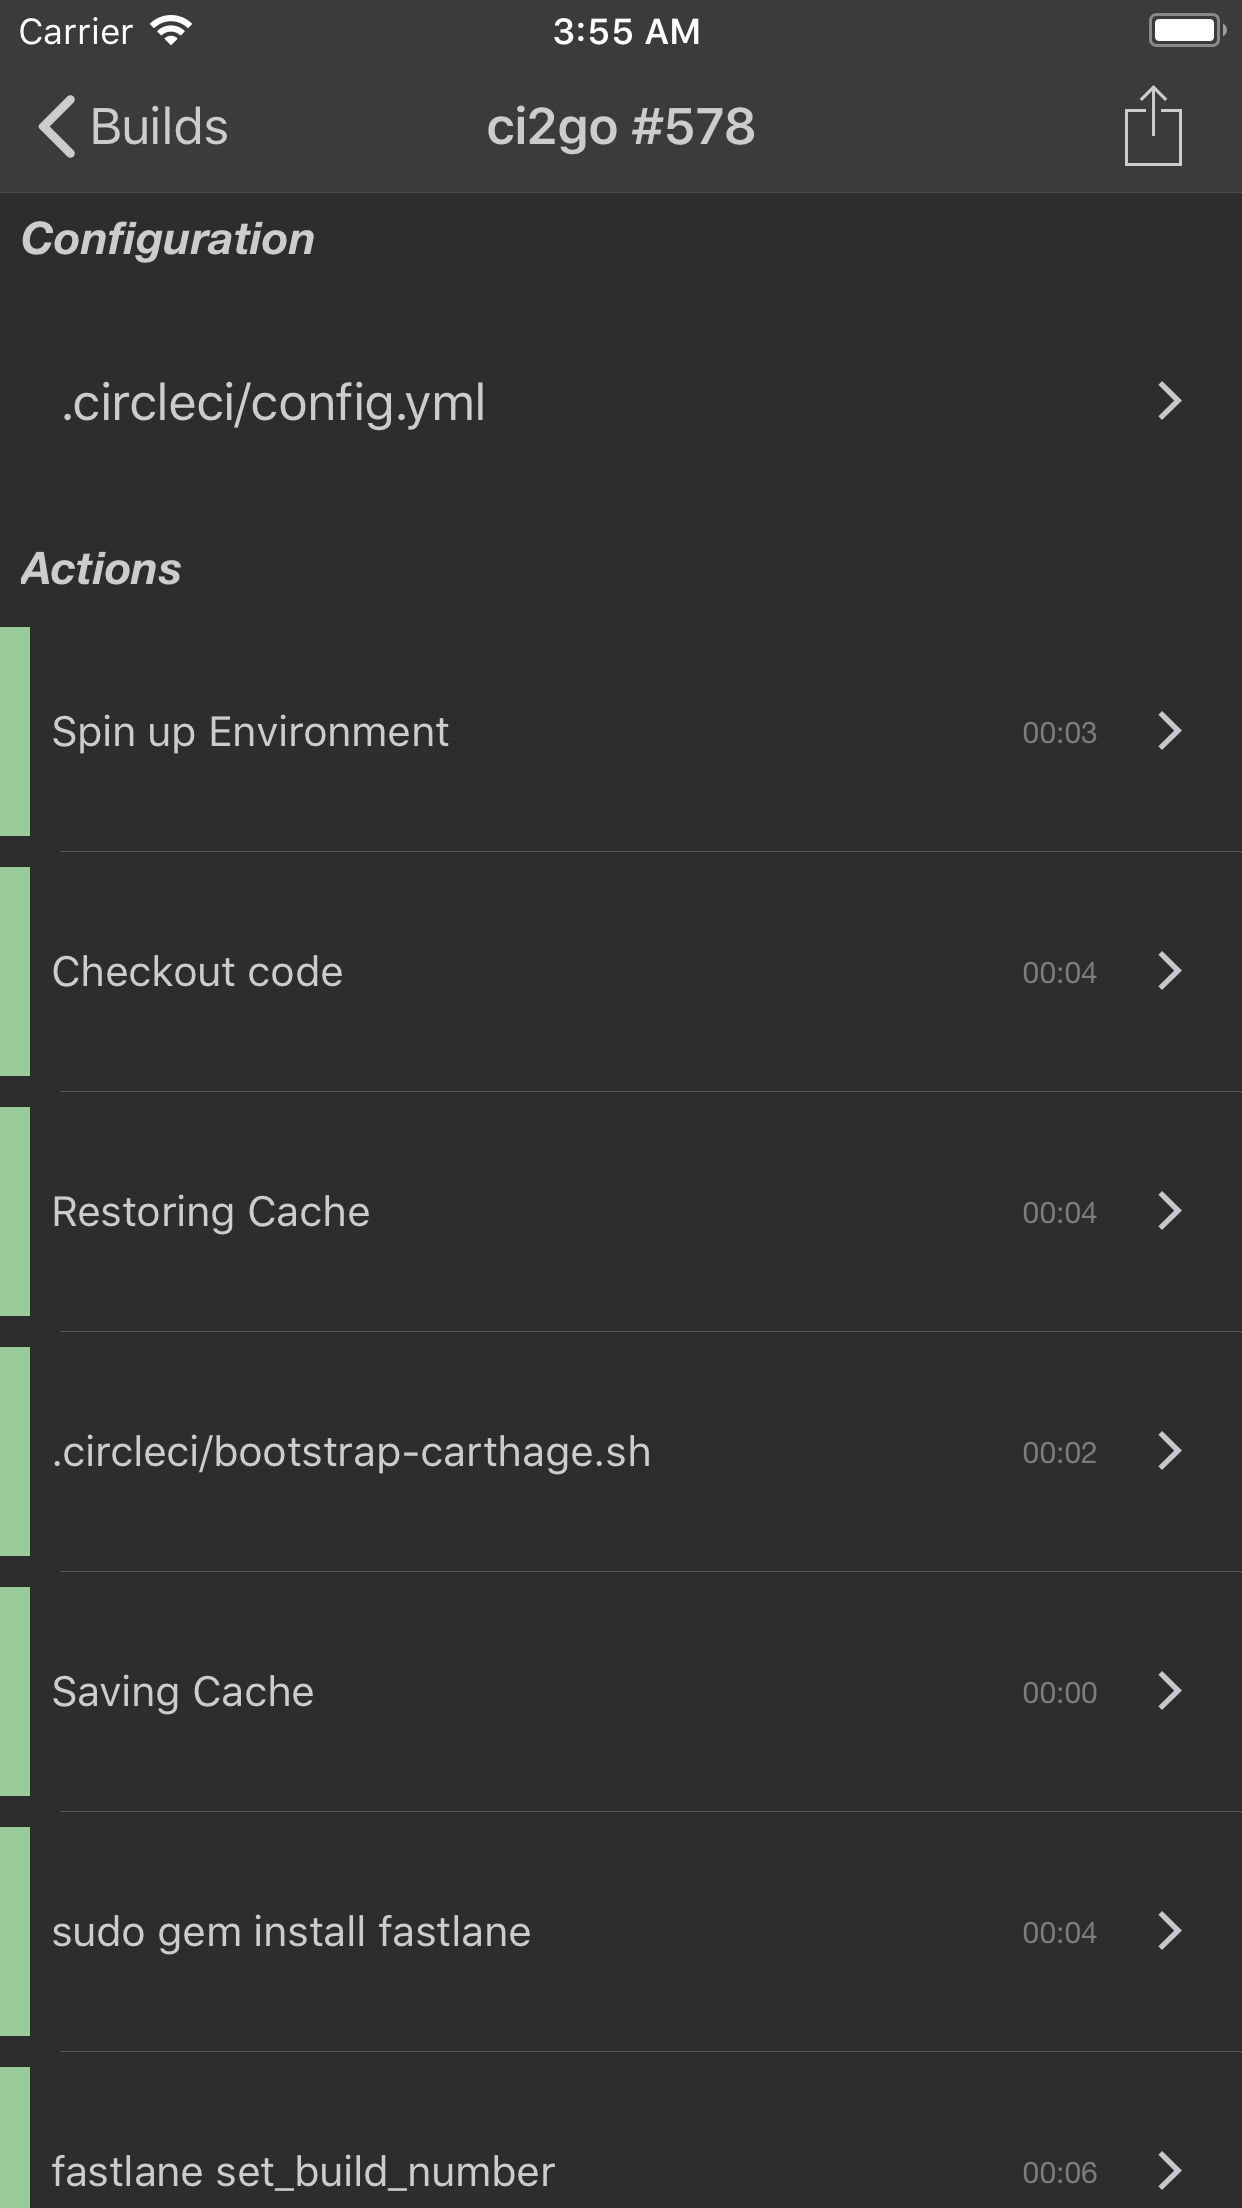 Carrier 3:55 AM
Builds ci2go #578
Configuration
.circleci/config.yml
Actions
Spin up Environment 00:03
Checkout code 00:04
Restoring Cache 00:04
.circleci/bootstrap-carthage.sh 00:02
Saving Cache 00:00
sudo gem install fastlane 00:04
fastlane set_build_number 00:06